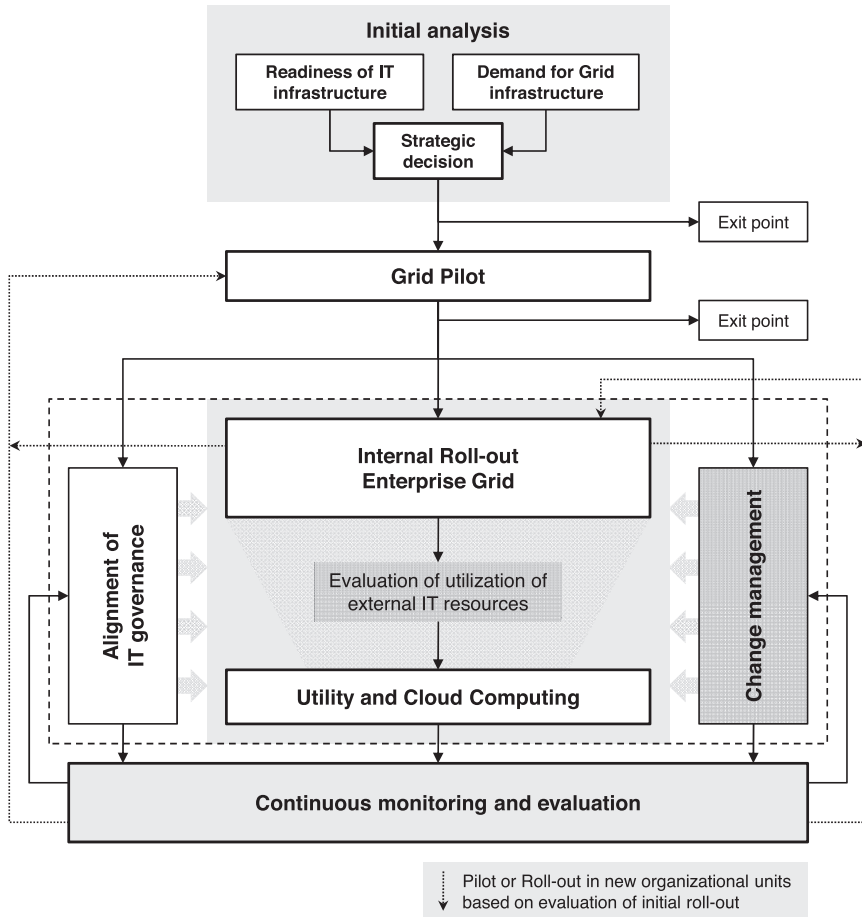 Initial analysis
Readiness of IT
infrastructure
Demand for Grid
infrastructure
Strategic
decision
Exit point
Grid Pilot
Exit point
Internal Roll-out
Enterprise Grid
Alignment of
IT governance
Change management
Evaluation of utilization of
external IT resources
Utility and Cloud Computing
Continuous monitoring and evaluation
Pilot or Roll-out in new organizational units
based on evaluation of initial roll-out